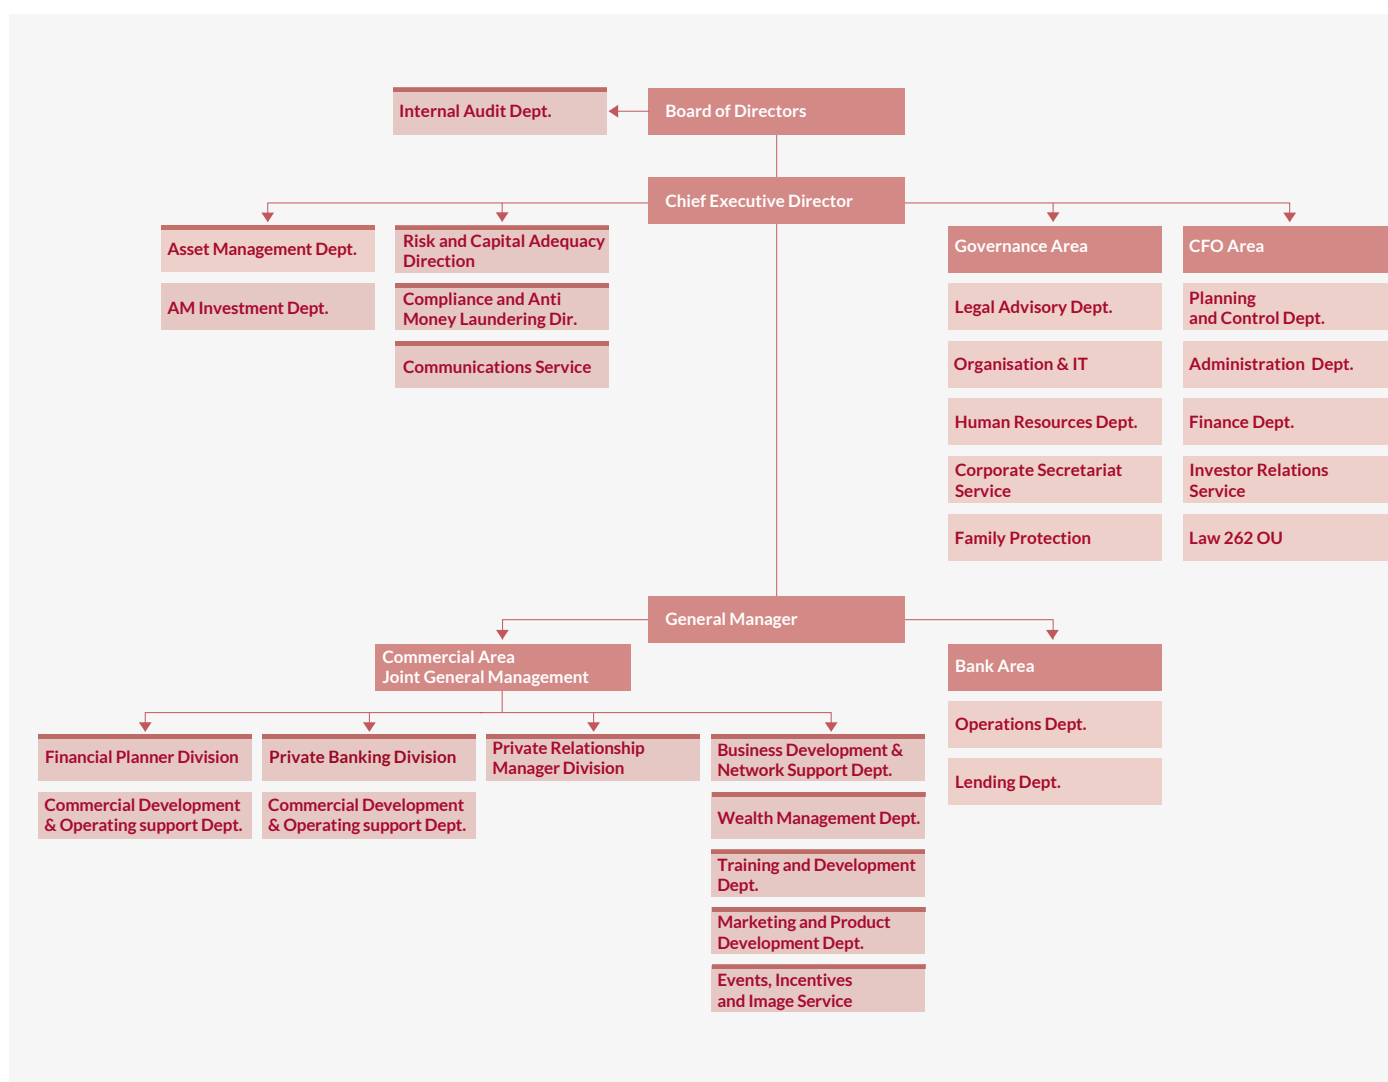 Internal Audit Dept.
Board of Directors
Chief Executive Director
Asset Management Dept.
AM Investment Dept.
Risk and Capital Adequacy
Direction
Compliance and Anti
Money Laundering Dir.
Communications Service
Governance Area
Legal Advisory Dept.
Organisation & IT
Human Resources Dept.
Corporate Secretariat
Service
Family Protection
CFO Area
Planning
and Control Dept.
Administration Dept.
Finance Dept.
Investor Relations
Service
Law 262 OU
General Manager
Commercial Area
Joint General Management
Financial Planner Division
Commercial Development
& Operating support Dept.
Private Banking Division
Commercial Development
& Operating support Dept.
Private Relationship
Manager Division
Business Development &
Network Support Dept.
Wealth Management Dept.
Training and Development
Dept.
Marketing and Product
Development Dept.
Events, Incentives
and Image Service
Bank Area
Operations Dept.
Lending Dept.